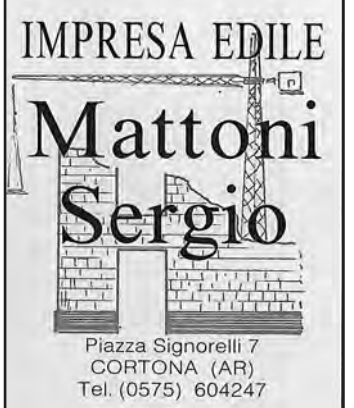 IMPRESA EDILE
Mattoni
Sergio
Piazza Signorelli 7
CORTONA (AR)
Tel. (0575) 604247